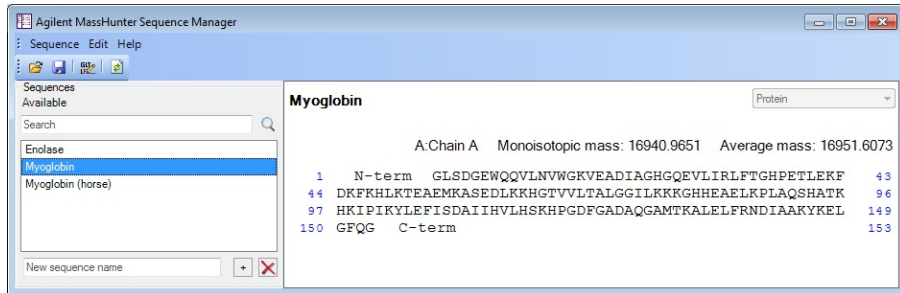 Agilent MassHunter Sequence Manager
Sequence Edit Help
Sequences
Available
Search
Enolase
Myoglobin
Myoglobin (horse)
New sequence name
+
Myoglobin
Protein
A:Chain A Monoisotopic mass: 16940.9651 Average mass: 16951.6073
1 N-term GLSDGEWQQVLNVWGKVEADIAGHGQEVLIRLFTGHPETLEKF 43
44 DKFKHLKTEAEMKASEDLKKHGTVVLTALGGILKKKGHHEAELKPLAQSHATK 96
97 HKIPIKYLEFISDAIIHVLHSKHPGDFGADAQGAMTKALELFRNDIAAKYKEL 149
150 GFQG C-term 153